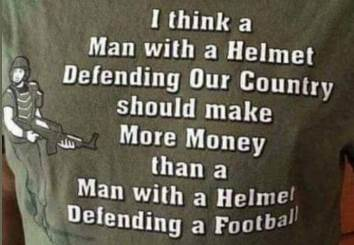 I think a
Man with a Helmet
Defending Our Country
should make
More Money
than a
Man with a Helmet
Defending a Football